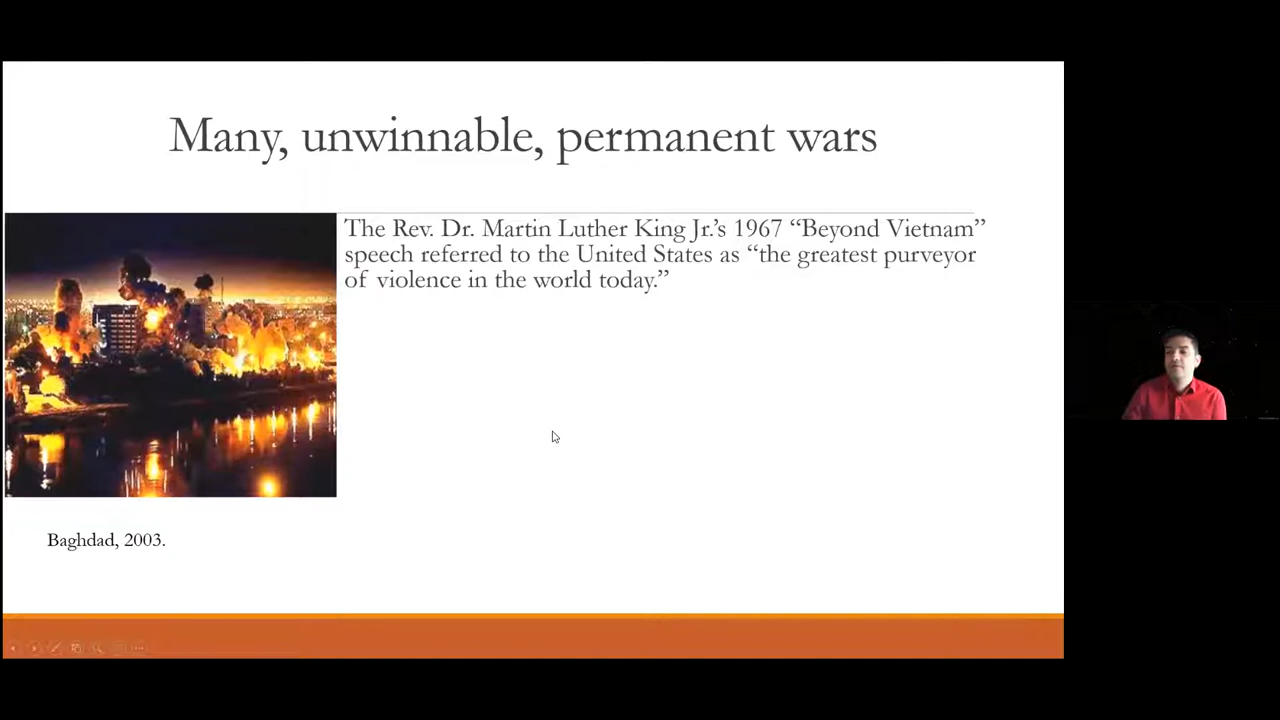 Many, unwinnable, permanent wars
The Rev. Dr. Martin Luther King Jr.’s 1967 “Beyond Vietnam”
speech referred to the United States as “the greatest purveyor
of violence in the world today.”
Baghdad, 2003.